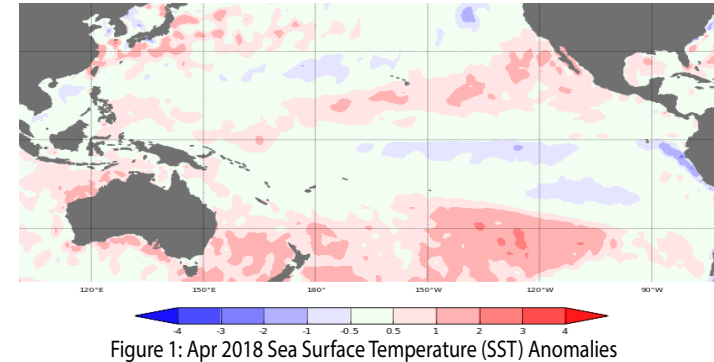 120°E 150°E 180° 150°W 120°W 90°W
-4 -3 -2 -1 -0.5 0.5 1 2 3 4
Figure 1: Apr 2018 Sea Surface Temperature (SST) Anomalies